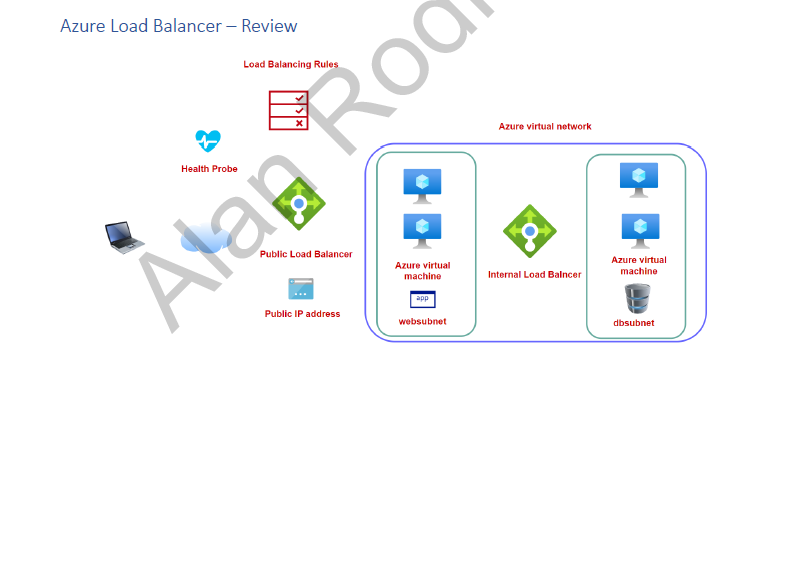 Azure Load Balancer – Review
Load Balancing Rules
Azure virtual network
Health Probe
Public Load Balancer
Public IP address
Azure virtual
machine
app
websubnet
Internal Load Balncer
Azure virtual
machine
dbsubnet
Alan Rodr